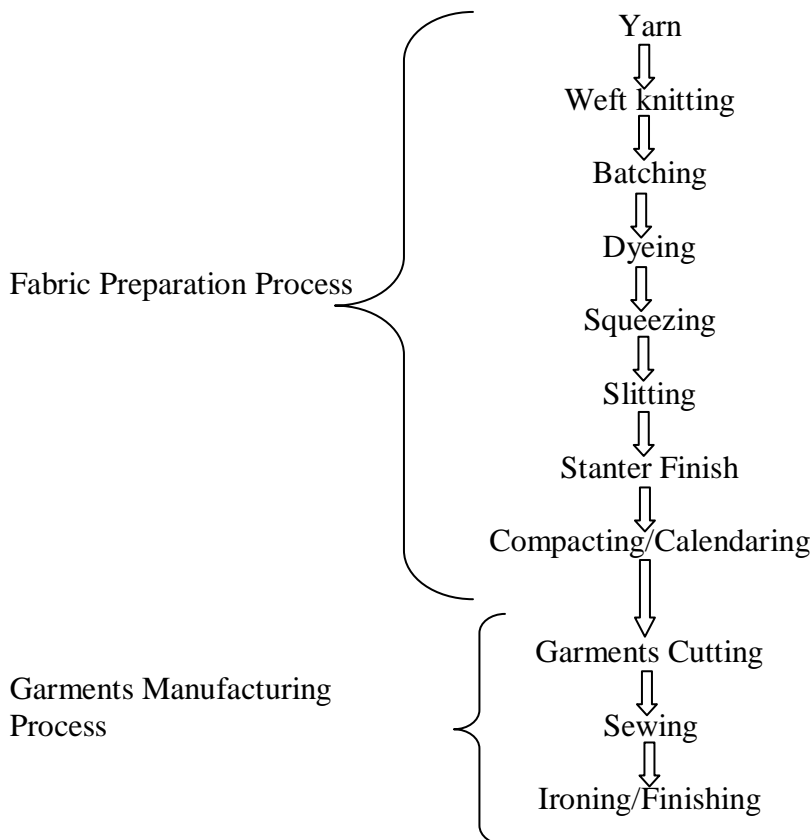 Yarn
Weft knitting
Batching
Dyeing
Fabric Preparation Process
Squeezing
Slitting
Stanter Finish
Compacting/Calendaring
Garments Cutting
Garments Manufacturing
Process
Sewing
Ironing/Finishing